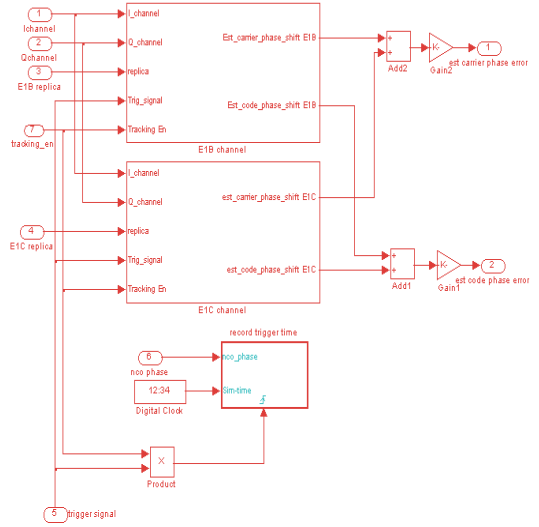 1
Ichannel
2
Qchannel
3
E1B replica
7
tracking_en
4
E1C replica
I_channel
Q_channel
replica
Trig_signal
Tracking En
Est_carrier_phase_shift E1B
Est_code_phase_shift E1B
E1B channel
I_channel
Q_channel
replica
Trig_signal
Tracking En
est_carrier_phase_shift E1C
est_code_phase_shift E1C
E1C channel
+
+
Add2
K-
Gain2
1
est carrier phase error
+
+
Add1
K-
Gain1
2
est code phase error
record trigger time
6
nco phase
nco_phase
12:34
Digital Clock
Sim-time
X
Product
5
trigger signal